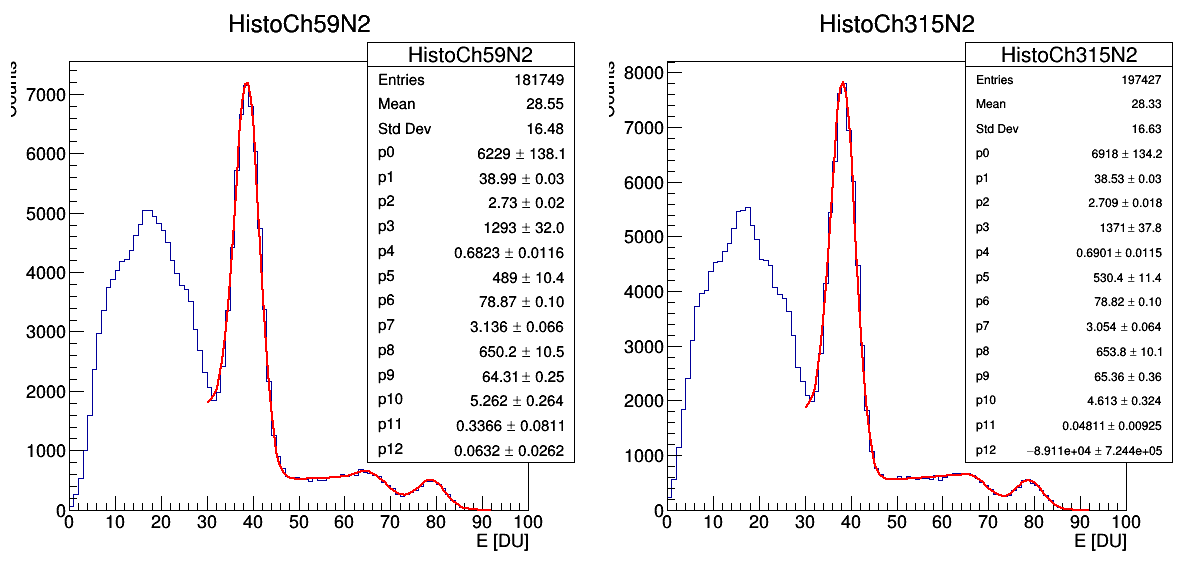 HistoCh59N2
HistoCh59N2
Entries 181749
Mean 28.55
Std Dev 16.48
p0 6229 ± 138.1
p1 38.99 ± 0.03
p2 2.73 ± 0.02
p3 1293 ± 32.0
p4 0.6823 ± 0.0116
p5 489 ± 10.4
p6 78.87 ± 0.10
p7 3.136 ± 0.066
p8 650.2 ± 10.5
p9 64.31 ± 0.25
p10 5.262 ± 0.264
p11 0.3366 ± 0.0811
p12 0.0632 ± 0.0262
7000
6000
5000
4000
3000
2000
1000
0
0 10 20 30 40 50 60 70 80 90 100
E [DU]
HistoCh315N2
HistoCh315N2
Entries 197427
Mean 28.33
Std Dev 16.63
p0 6918 ± 134.2
p1 38.53 ± 0.03
p2 2.709 ± 0.018
p3 1371 ± 37.8
p4 0.6901 ± 0.0115
p5 530.4 ± 11.4
p6 78.82 ± 0.10
p7 3.054 ± 0.064
p8 653.8 ± 10.1
p9 65.36 ± 0.36
p10 4.613 ± 0.324
p11 0.04811 ± 0.00925
p12 −8.911e+04 ± 7.244e+05
8000
7000
6000
5000
4000
3000
2000
1000
0
0 10 20 30 40 50 60 70 80 90 100
E [DU]